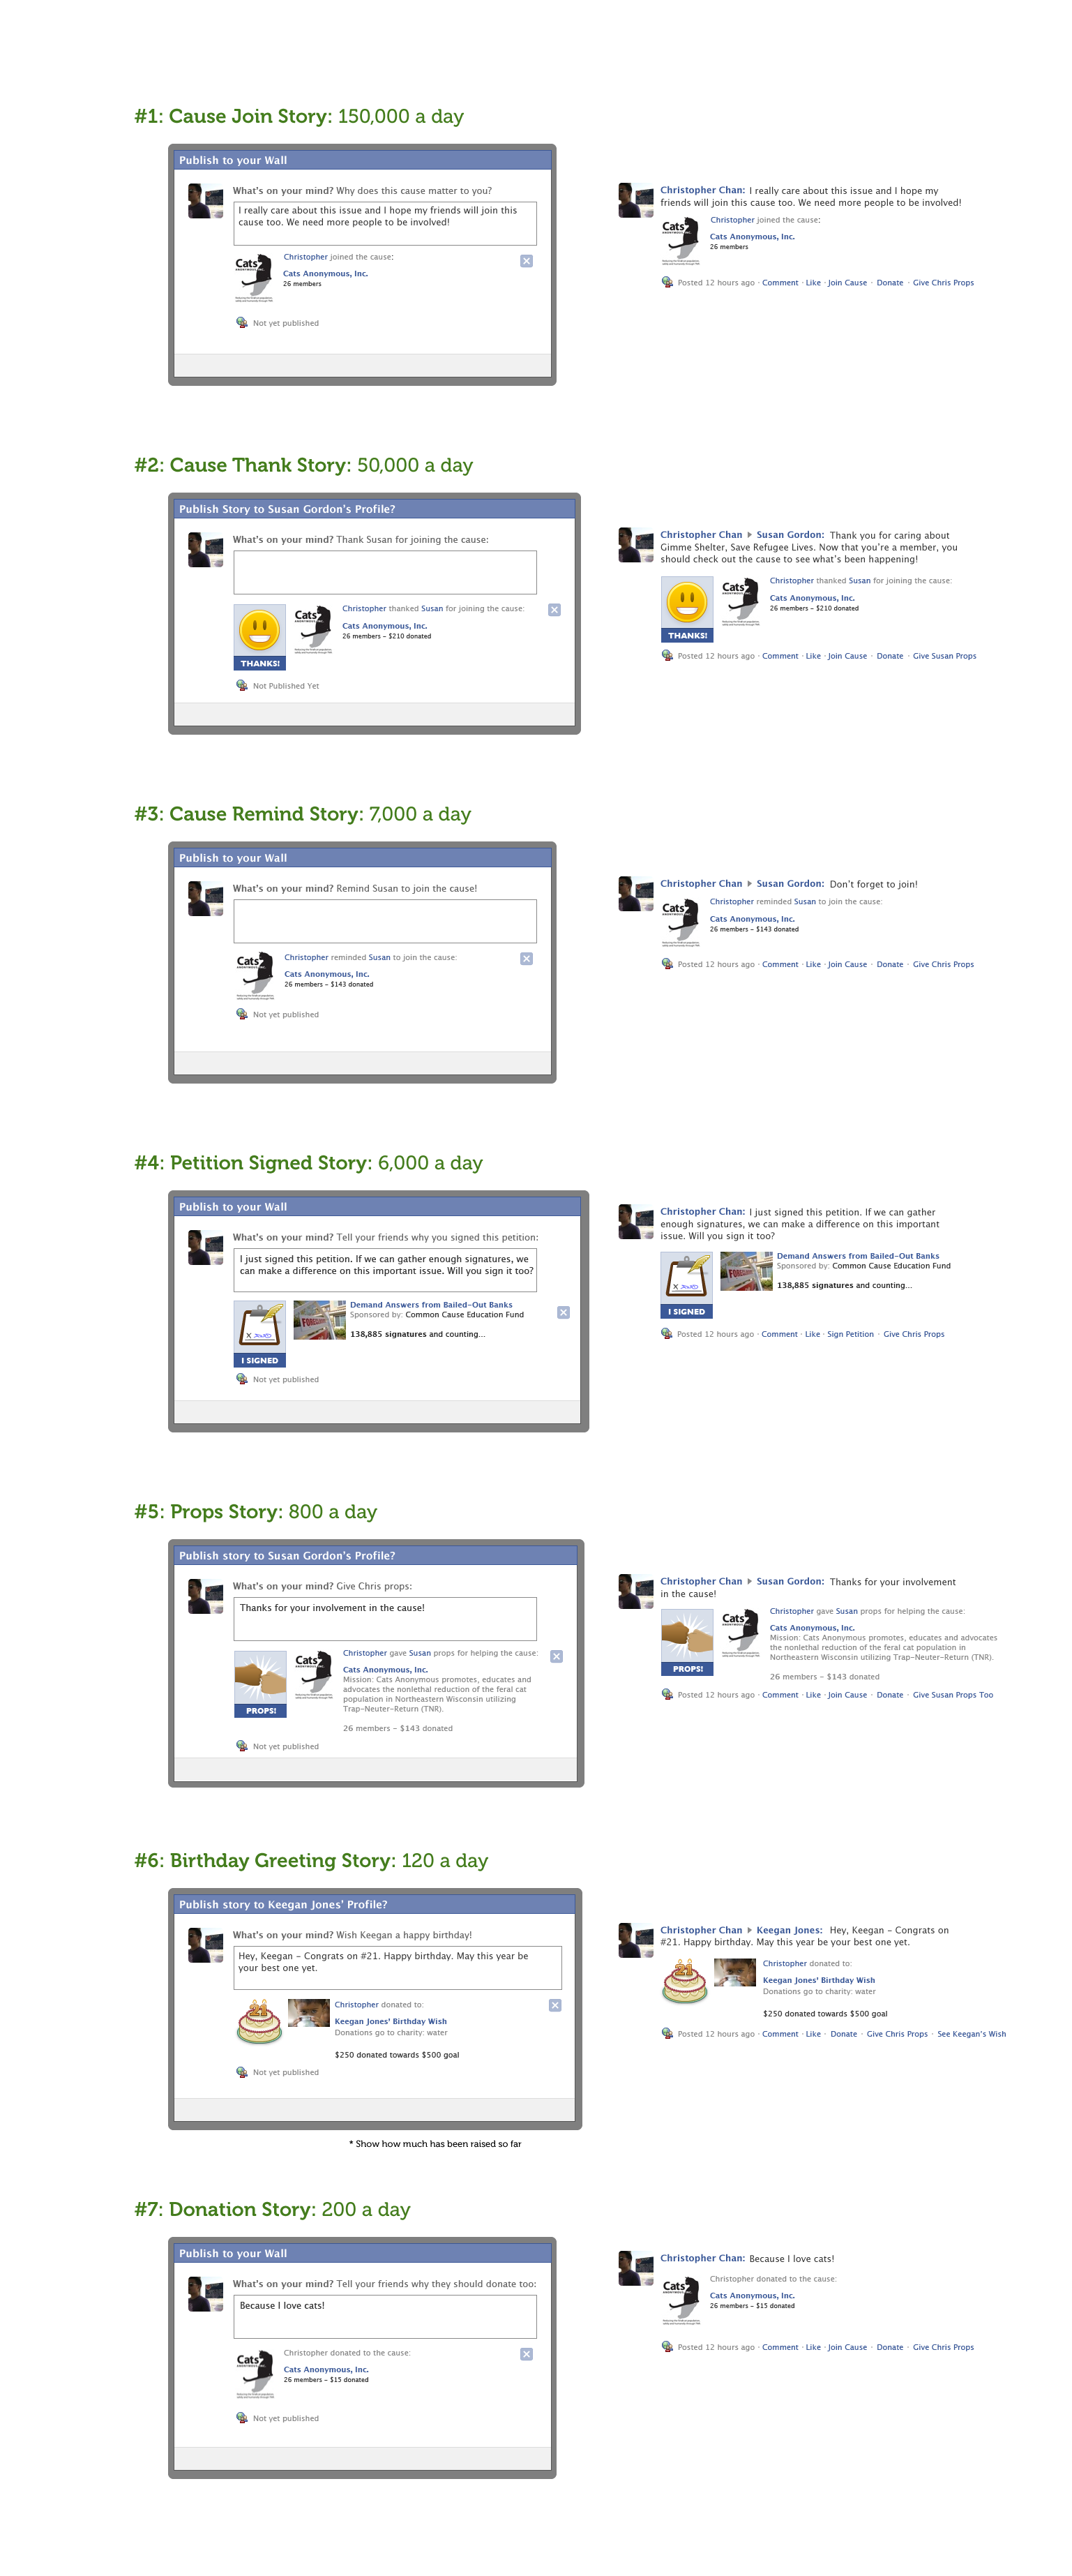 #1: Cause Join Story: 150,000 a day
Publish to your Wall
What's on your mind? Why does this cause matter to you?
I really care about this issue and I hope my friends will join this
cause too. We need more people to be involved!
Cats
Christopher joined the cause:
Cats Anonymous, Inc.
26 members
Not yet published
Christopher Chan: I really care about this issue and I hope my
friends will join this cause too. We need more people to be involved!
Cats
Christopher joined the cause:
Cats Anonymous, Inc.
26 members
Posted 12 hours ago · Comment · Like · Join Cause · Donate · Give Chris Props
#2: Cause Thank Story: 50,000 a day
Publish Story to Susan Gordon's Profile?
What's on your mind? Thank Susan for joining the cause:
THANKS!
Cats
Christopher thanked Susan for joining the cause:
Cats Anonymous, Inc.
26 members – $210 donated
Not Published Yet
Christopher Chan ▸ Susan Gordon: Thank you for caring about
Gimme Shelter, Save Refugee Lives. Now that you're a member, you
should check out the cause to see what's been happening!
THANKS!
Cats
Christopher thanked Susan for joining the cause:
Cats Anonymous, Inc.
26 members – $210 donated
Posted 12 hours ago · Comment · Like · Join Cause · Donate · Give Susan Props
#3: Cause Remind Story: 7,000 a day
Publish to your Wall
What's on your mind? Remind Susan to join the cause!
Cats
Christopher reminded Susan to join the cause:
Cats Anonymous, Inc.
26 members – $143 donated
Not yet published
Christopher Chan ▸ Susan Gordon: Don't forget to join!
Cats
Christopher reminded Susan to join the cause:
Cats Anonymous, Inc.
26 members – $143 donated
Posted 12 hours ago · Comment · Like · Join Cause · Donate · Give Chris Props
#4: Petition Signed Story: 6,000 a day
Publish to your Wall
What's on your mind? Tell your friends why you signed this petition:
I just signed this petition. If we can gather enough signatures, we
can make a difference on this important issue. Will you sign it too?
I SIGNED
Demand Answers from Bailed-Out Banks
Sponsored by: Common Cause Education Fund
138,885 signatures and counting...
Not yet published
Christopher Chan: I just signed this petition. If we can gather
enough signatures, we can make a difference on this important
issue. Will you sign it too?
I SIGNED
Demand Answers from Bailed-Out Banks
Sponsored by: Common Cause Education Fund
138,885 signatures and counting...
Posted 12 hours ago · Comment · Like · Sign Petition · Give Chris Props
#5: Props Story: 800 a day
Publish story to Susan Gordon's Profile?
What's on your mind? Give Chris props:
Thanks for your involvement in the cause!
PROPS!
Cats
Christopher gave Susan props for helping the cause:
Cats Anonymous, Inc.
Mission: Cats Anonymous promotes, educates and
advocates the nonlethal reduction of the feral cat
population in Northeastern Wisconsin utilizing
Trap-Neuter-Return (TNR).
26 members – $143 donated
Not yet published
Christopher Chan ▸ Susan Gordon: Thanks for your involvement
in the cause!
PROPS!
Cats
Christopher gave Susan props for helping the cause:
Cats Anonymous, Inc.
Mission: Cats Anonymous promotes, educates and advocates
the nonlethal reduction of the feral cat population in
Northeastern Wisconsin utilizing Trap-Neuter-Return (TNR).
26 members – $143 donated
Posted 12 hours ago · Comment · Like · Join Cause · Donate · Give Susan Props Too
#6: Birthday Greeting Story: 120 a day
Publish story to Keegan Jones' Profile?
What's on your mind? Wish Keegan a happy birthday!
Hey, Keegan – Congrats on #21. Happy birthday. May this year be
your best one yet.
21
Christopher donated to:
Keegan Jones' Birthday Wish
Donations go to charity: water
$250 donated towards $500 goal
Not yet published
* Show how much has been raised so far
Christopher Chan ▸ Keegan Jones: Hey, Keegan – Congrats on
#21. Happy birthday. May this year be your best one yet.
21
Christopher donated to:
Keegan Jones' Birthday Wish
Donations go to charity: water
$250 donated towards $500 goal
Posted 12 hours ago · Comment · Like · Donate · Give Chris Props · See Keegan's Wish
#7: Donation Story: 200 a day
Publish to your Wall
What's on your mind? Tell your friends why they should donate too:
Because I love cats!
Cats
Christopher donated to the cause:
Cats Anonymous, Inc.
26 members – $15 donated
Not yet published
Christopher Chan: Because I love cats!
Cats
Christopher donated to the cause:
Cats Anonymous, Inc.
26 members – $15 donated
Posted 12 hours ago · Comment · Like · Join Cause · Donate · Give Chris Props